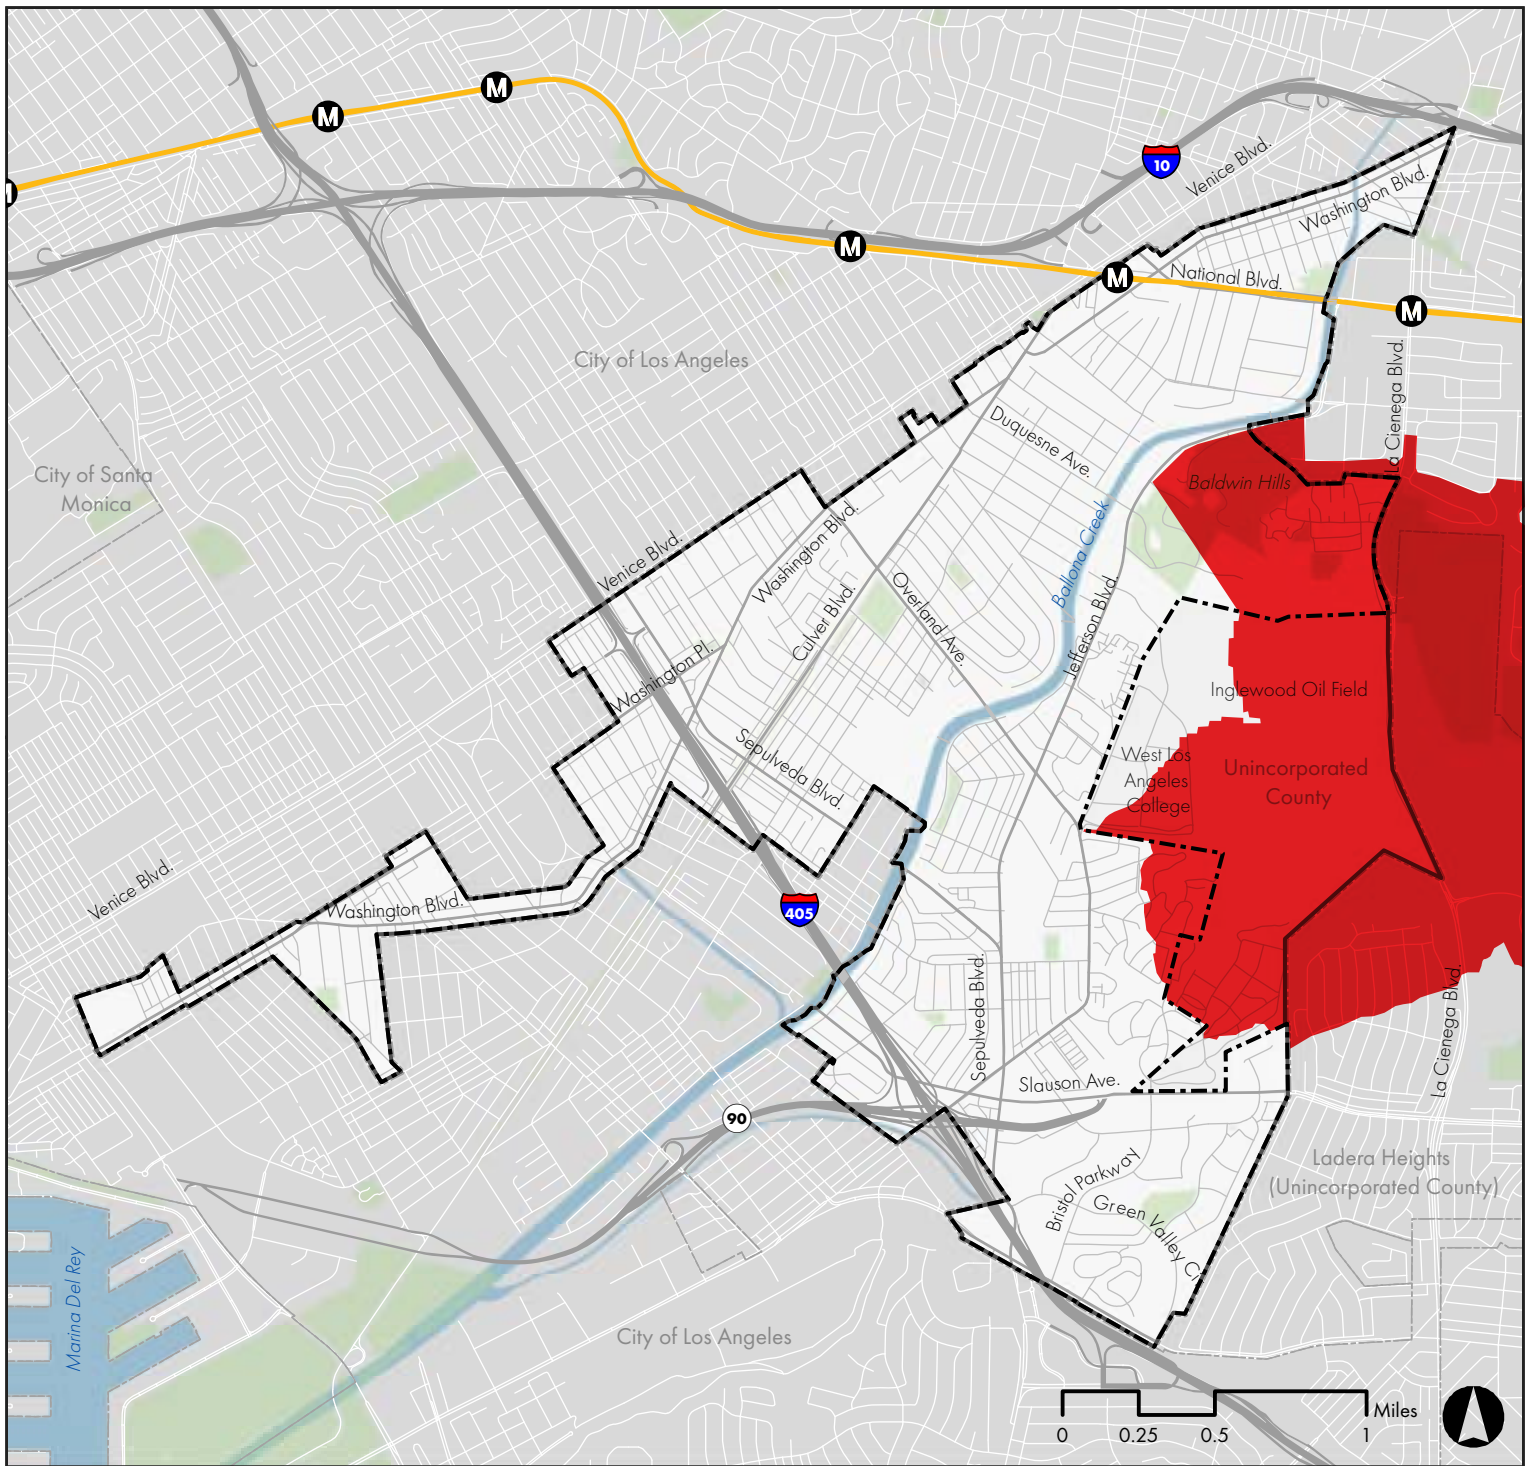 M
M
10
Venice Blvd.
Washington Blvd.
M
M
National Blvd.
M
City of Los Angeles
La Cienega Blvd.
Duquesne Ave.
City of Santa
Monica
Baldwin Hills
Venice Blvd.
Washington Blvd.
Ballona Creek
Culver Blvd.
Overland Ave.
Jefferson Blvd.
Washington Pl.
Inglewood Oil Field
Sepulveda Blvd.
West Los
Angeles
College
Unincorporated
County
Venice Blvd.
Washington Blvd.
405
Sepulveda Blvd.
La Cienega Blvd.
Slauson Ave.
90
Bristol Parkway
Green Valley Ci
Ladera Heights
(Unincorporated County)
Marina Del Rey
City of Los Angeles
Miles
0 0.25 0.5 1